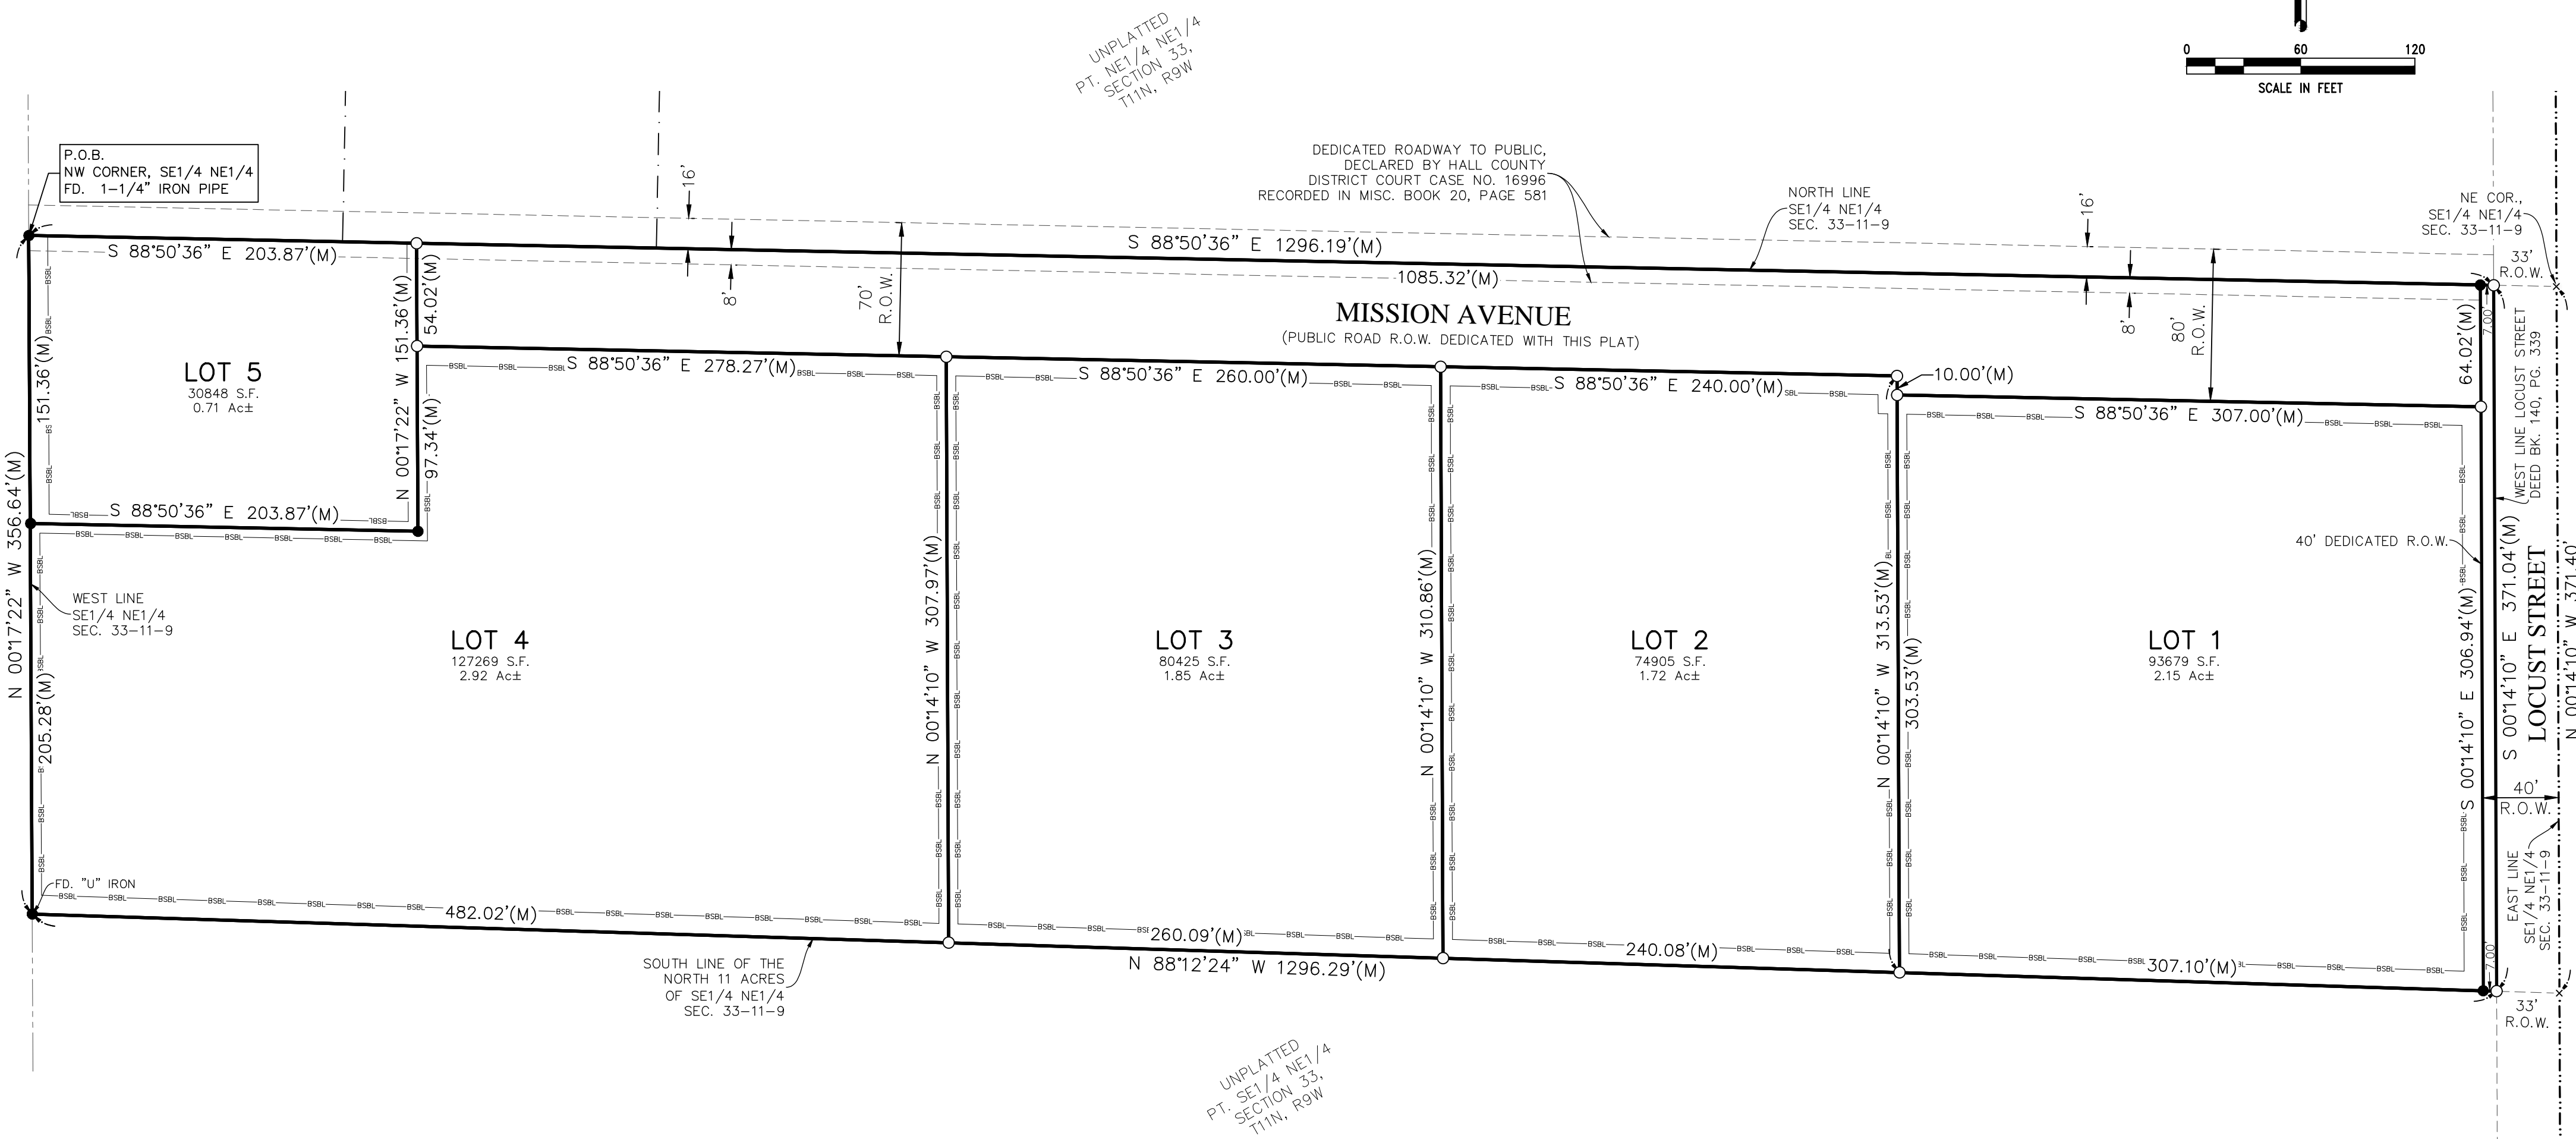 UNPLATTED
PT. NE1/4 NE1/4
SECTION 33,
T11N, R9W
0 60 120
SCALE IN FEET
P.O.B.
NW CORNER, SE1/4 NE1/4
FD. 1-1/4" IRON PIPE
16'
8'
70'
R.O.W.
DEDICATED ROADWAY TO PUBLIC,
DECLARED BY HALL COUNTY
DISTRICT COURT CASE NO. 16996
RECORDED IN MISC. BOOK 20, PAGE 581
NORTH LINE
SE1/4 NE1/4
SEC. 33-11-9
16'
8'
80'
R.O.W.
NE COR.,
SE1/4 NE1/4
SEC. 33-11-9
33'
R.O.W.
S 88°50'36" E 203.87'(M)
S 88°50'36" E 1296.19'(M)
1085.32'(M)
MISSION AVENUE
(PUBLIC ROAD R.O.W. DEDICATED WITH THIS PLAT)
LOT 5
30848 S.F.
0.71 Ac±
151.36'(M)
N 00°17'22" W 151.36'(M)
54.02'(M)
97.34'(M)
S 88°50'36" E 278.27'(M)
S 88°50'36" E 260.00'(M)
S 88°50'36" E 240.00'(M)
10.00'(M)
S 88°50'36" E 307.00'(M)
64.02'(M)
7.00'
WEST LINE LOCUST STREET
DEED BK. 140, PG. 339
S 88°50'36" E 203.87'(M)
N 00°17'22" W 356.64'(M)
205.28'(M)
WEST LINE
SE1/4 NE1/4
SEC. 33-11-9
LOT 4
127269 S.F.
2.92 Ac±
N 00°14'10" W 307.97'(M)
LOT 3
80425 S.F.
1.85 Ac±
N 00°14'10" W 310.86'(M)
LOT 2
74905 S.F.
1.72 Ac±
N 00°14'10" W 313.53'(M)
303.53'(M)
LOT 1
93679 S.F.
2.15 Ac±
40' DEDICATED R.O.W.
S 00°14'10" E 306.94'(M)
S 00°14'10" E 371.04'(M)
LOCUST STREET
N 00°14'10" W 371.40'
40'
R.O.W.
EAST LINE
SE1/4 NE1/4
SEC. 33-11-9
FD. "U" IRON
482.02'(M)
260.09'(M)
240.08'(M)
307.10'(M)
7.00'
33'
R.O.W.
SOUTH LINE OF THE
NORTH 11 ACRES
OF SE1/4 NE1/4
SEC. 33-11-9
N 88°12'24" W 1296.29'(M)
UNPLATTED
PT. SE1/4 NE1/4
SECTION 33,
T11N, R9W